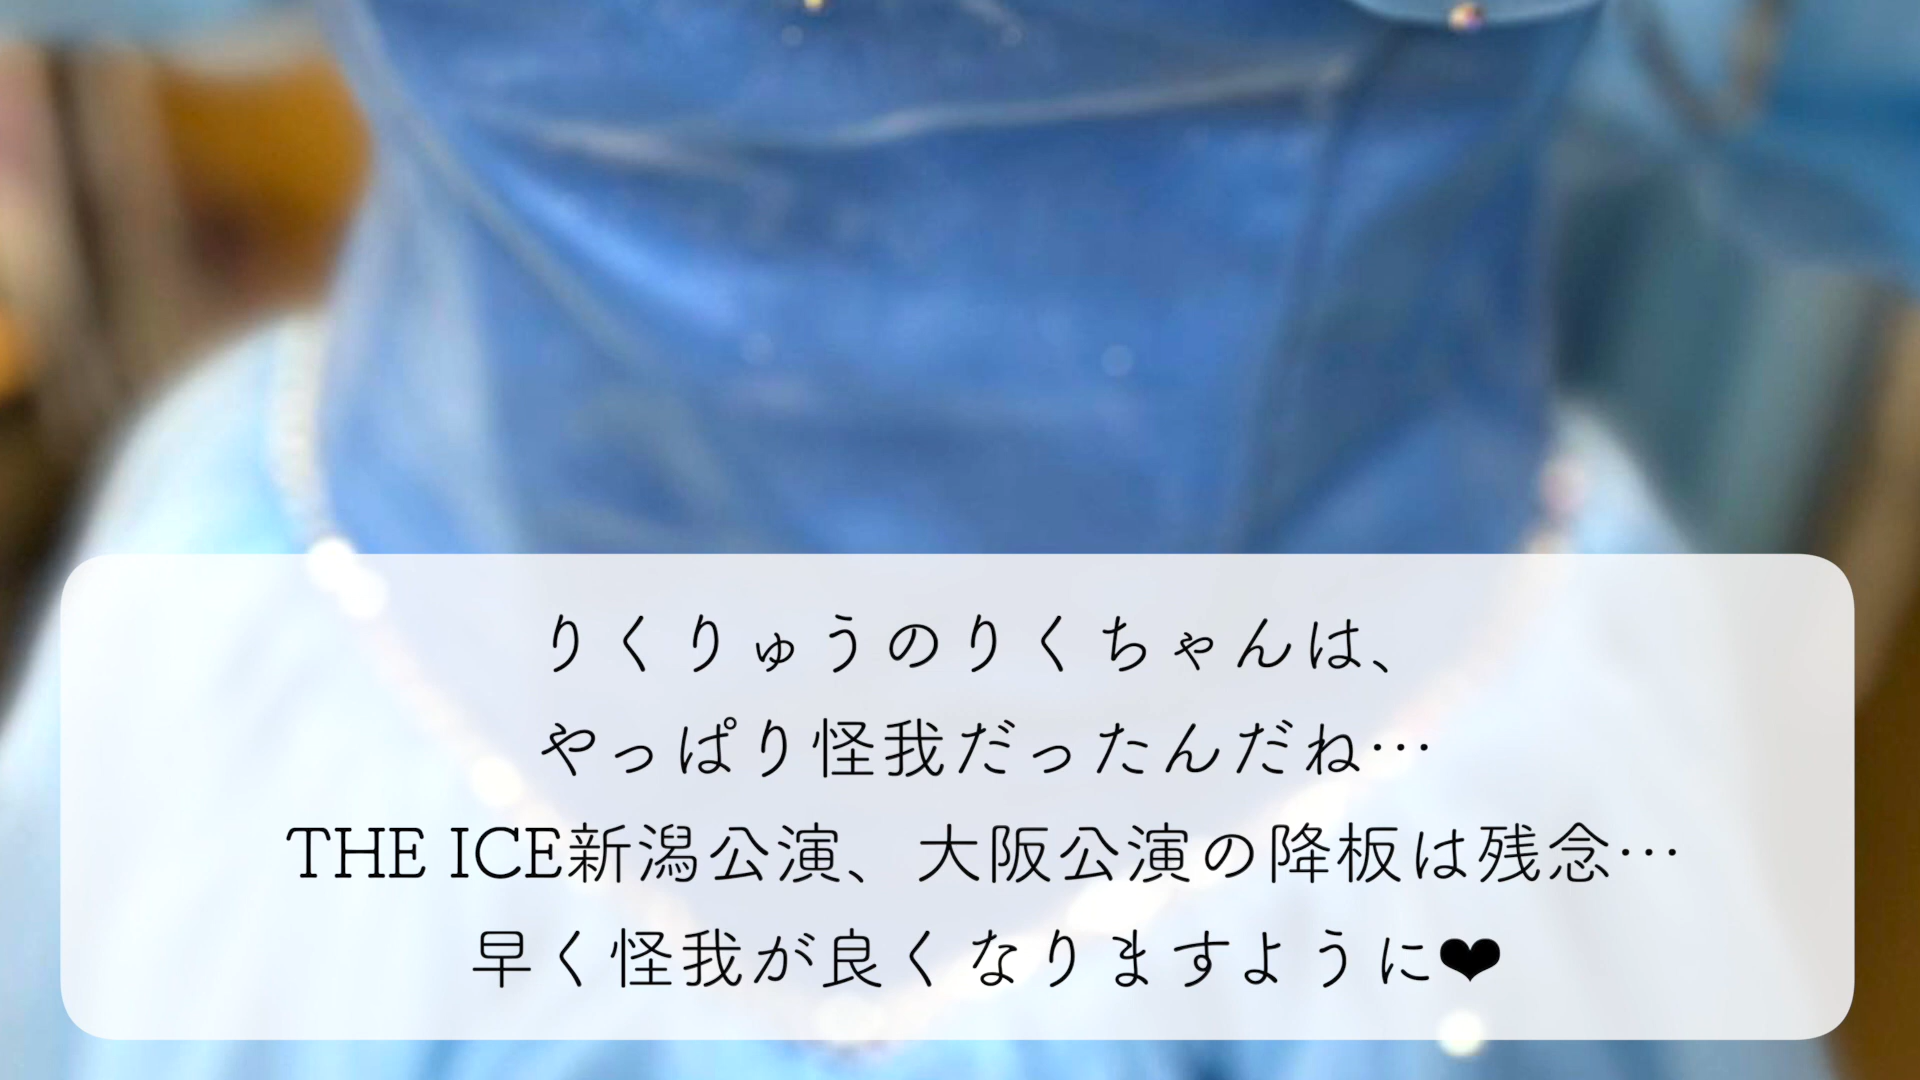 りくりゅうのりくちゃんは、
やっぱり怪我だったんだね…
THE ICE新潟公演、大阪公演の降板は残念…
早く怪我が良くなりますように❤